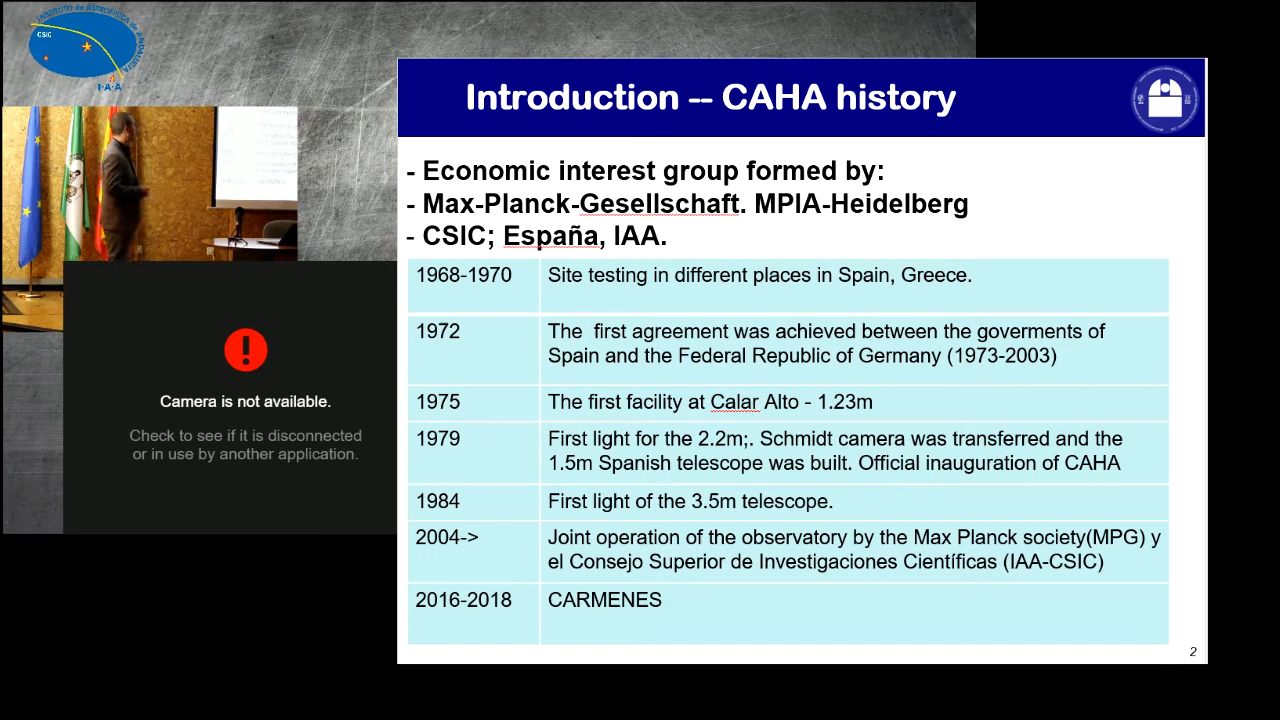 INSTITUTO de ASTROFÍSICA de ANDALUCÍA
CSIC
I-A-A
Introduction -- CAHA history
- Economic interest group formed by:
- Max-Planck-Gesellschaft. MPIA-Heidelberg
- CSIC; España, IAA.
1968-1970 Site testing in different places in Spain, Greece.
1972 The first agreement was achieved between the goverments of
Spain and the Federal Republic of Germany (1973-2003)
1975 The first facility at Calar Alto - 1.23m
1979 First light for the 2.2m;. Schmidt camera was transferred and the
1.5m Spanish telescope was built. Official inauguration of CAHA
1984 First light of the 3.5m telescope.
2004-> Joint operation of the observatory by the Max Planck society(MPG) y
el Consejo Superior de Investigaciones Científicas (IAA-CSIC)
2016-2018 CARMENES
2
Camera is not available.
Check to see if it is disconnected
or in use by another application.